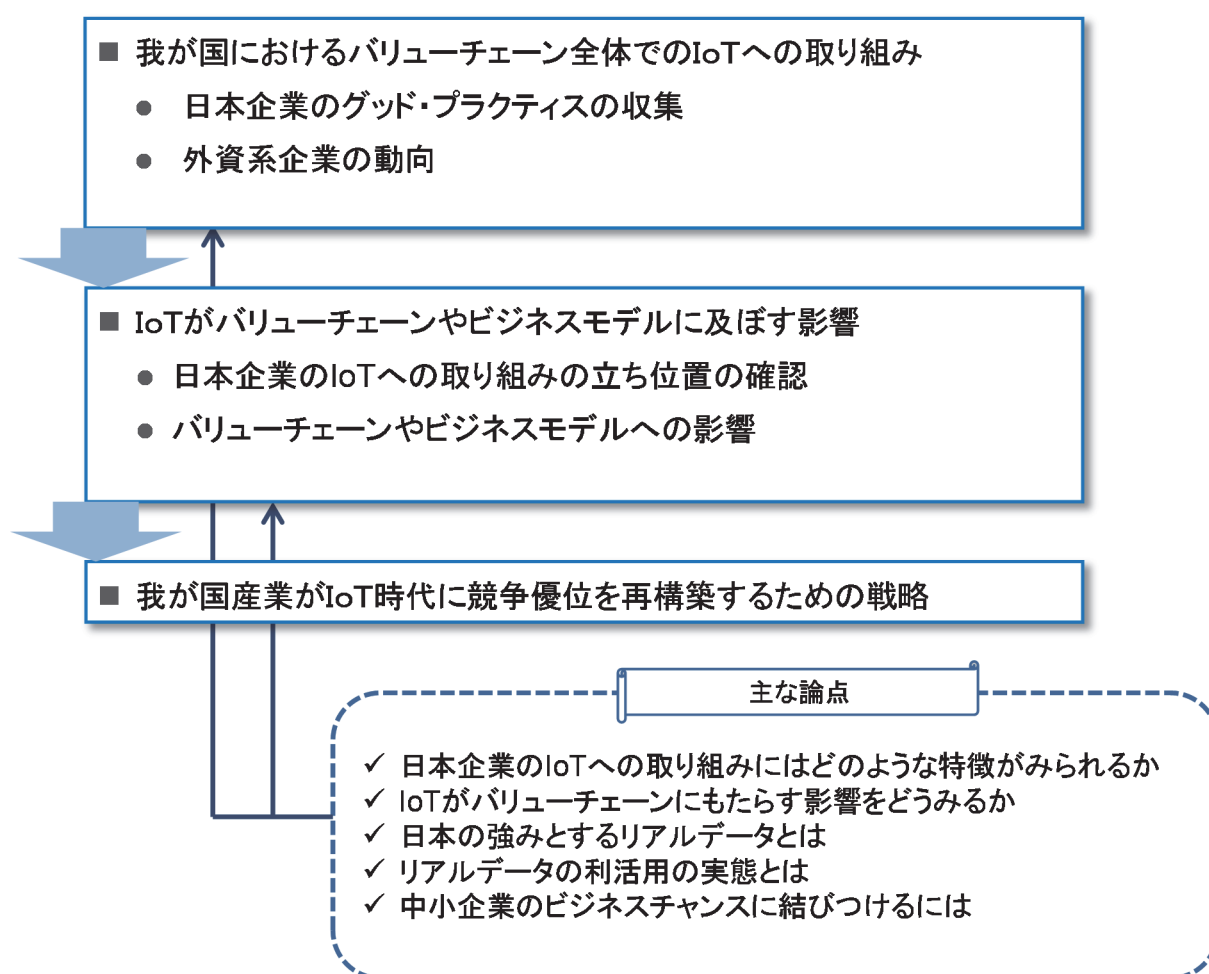 ■ 我が国におけるバリューチェーン全体でのIoTへの取り組み
● 日本企業のグッド・プラクティスの収集
● 外資系企業の動向
■ IoTがバリューチェーンやビジネスモデルに及ぼす影響
● 日本企業のIoTへの取り組みの立ち位置の確認
● バリューチェーンやビジネスモデルへの影響
■ 我が国産業がIoT時代に競争優位を再構築するための戦略
主な論点
✓ 日本企業のIoTへの取り組みにはどのような特徴がみられるか
✓ IoTがバリューチェーンにもたらす影響をどうみるか
✓ 日本の強みとするリアルデータとは
✓ リアルデータの利活用の実態とは
✓ 中小企業のビジネスチャンスに結びつけるには